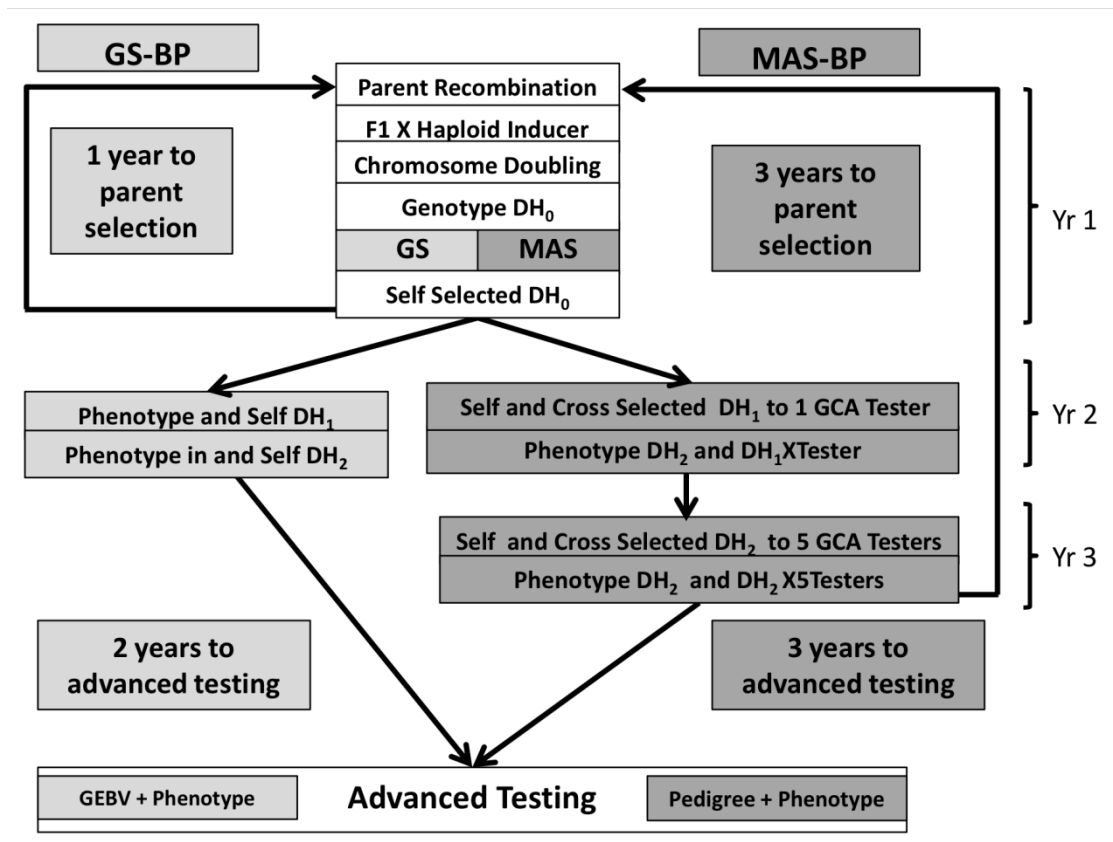 GS-BP
MAS-BP
Parent Recombination
F1 X Haploid Inducer
Chromosome Doubling
Genotype DH₀
GS
MAS
Self Selected DH₀
1 year to
parent
selection
3 years to
parent
selection
Yr 1
Phenotype and Self DH₁
Phenotype in and Self DH₂
Self and Cross Selected DH₁ to 1 GCA Tester
Phenotype DH₂ and DH₁XTester
Yr 2
Self and Cross Selected DH₂ to 5 GCA Testers
Phenotype DH₂ and DH₂ X5Testers
Yr 3
2 years to
advanced testing
3 years to
advanced testing
GEBV + Phenotype
Advanced Testing
Pedigree + Phenotype